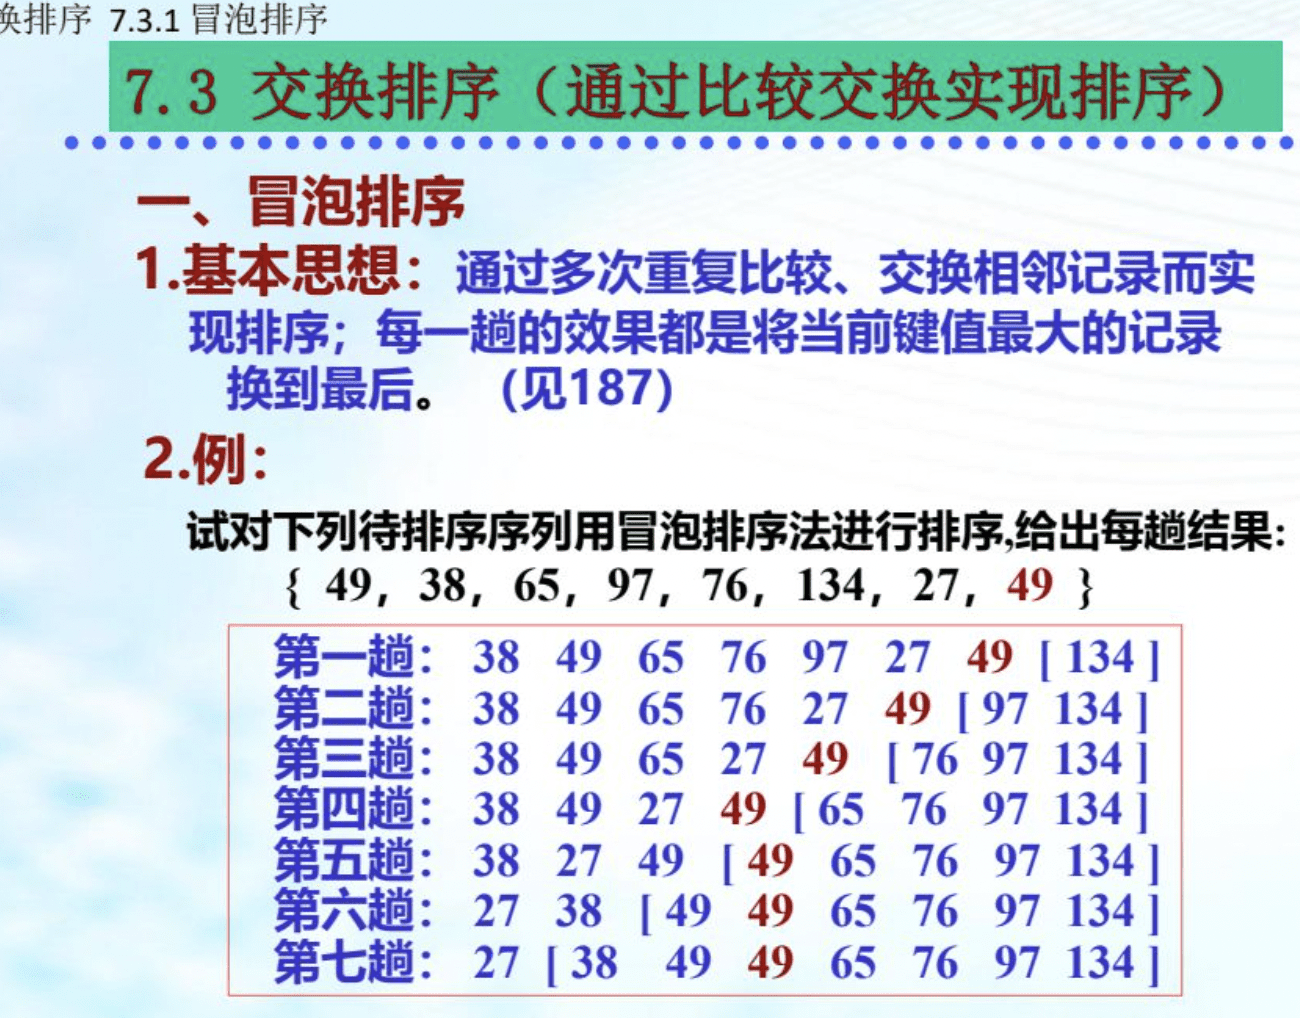 换排序 7.3.1 冒泡排序
7.3 交换排序（通过比较交换实现排序）
一、冒泡排序
1.基本思想：通过多次重复比较、交换相邻记录而实
现排序；每一趟的效果都是将当前键值最大的记录
换到最后。 （见187）
2.例：
试对下列待排序序列用冒泡排序法进行排序,给出每趟结果：
{ 49，38，65，97，76，134，27，49 }
第一趟： 38 49 65 76 97 27 49 [ 134 ]
第二趟： 38 49 65 76 27 49 [ 97 134 ]
第三趟： 38 49 65 27 49 [ 76 97 134 ]
第四趟： 38 49 27 49 [ 65 76 97 134 ]
第五趟： 38 27 49 [ 49 65 76 97 134 ]
第六趟： 27 38 [ 49 49 65 76 97 134 ]
第七趟： 27 [ 38 49 49 65 76 97 134 ]